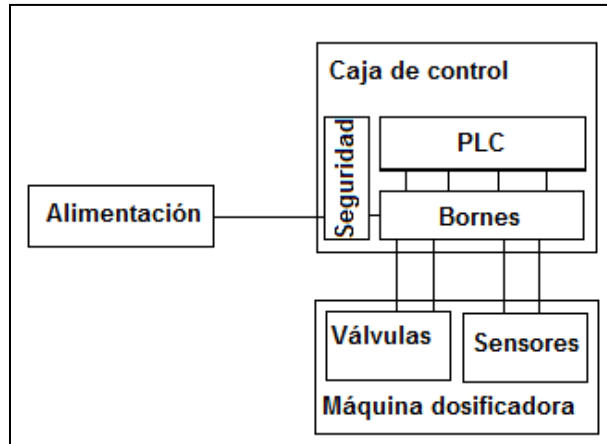 Caja de control
Seguridad
PLC
Alimentación
Bornes
Válvulas
Sensores
Máquina dosificadora